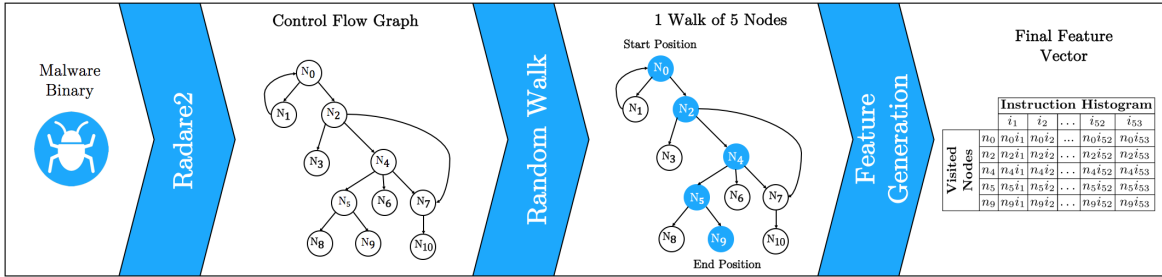 Malware
Binary
Radare2
Control Flow Graph
N0
N1
N2
N3
N4
N5
N6
N7
N8
N9
N10
Random Walk
1 Walk of 5 Nodes
Start Position
N0
N1
N2
N3
N4
N5
N6
N7
N8
N9
N10
End Position
Feature
Generation
Final Feature
Vector
Instruction Histogram
i1 i2 ... i52 i53
Visited
Nodes
n0 n0i1 n0i2 ... n0i52 n0i53
n2 n2i1 n2i2 ... n2i52 n2i53
n4 n4i1 n4i2 ... n4i52 n4i53
n5 n5i1 n5i2 ... n5i52 n5i53
n9 n9i1 n9i2 ... n9i52 n9i53